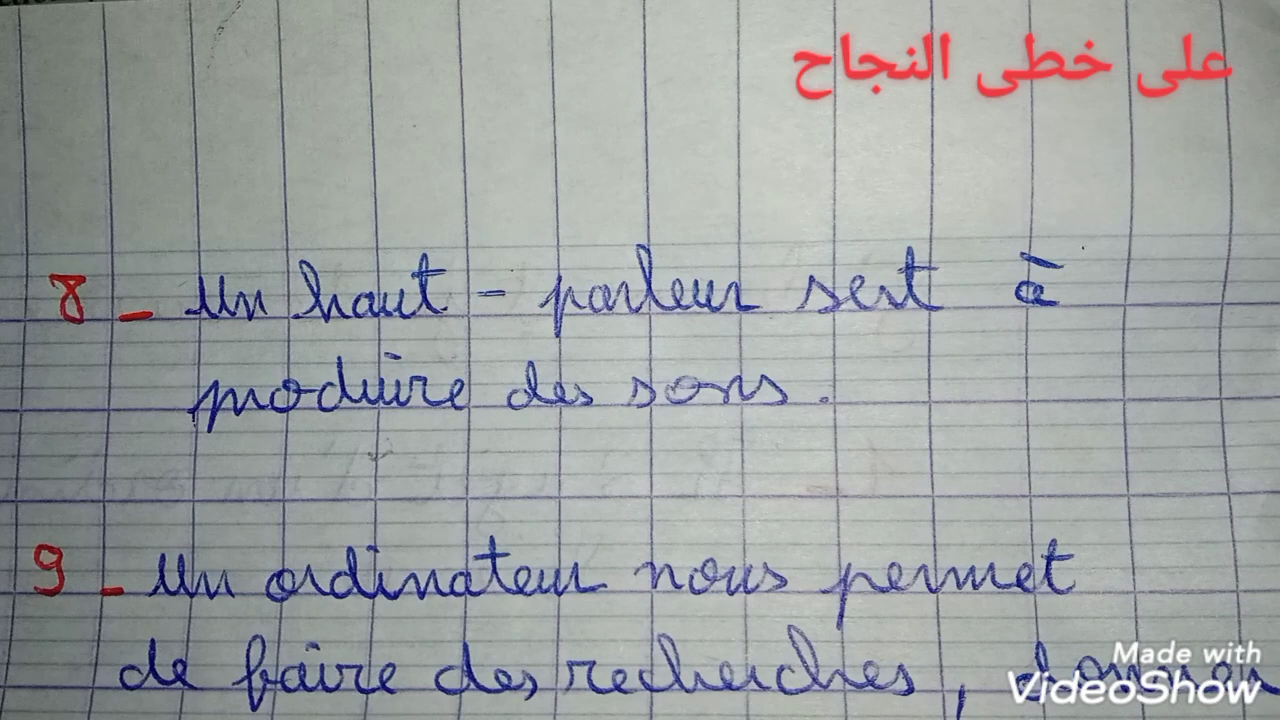 على خطى النجاح
8 - Un haut - parleur sert à
produire des sons.
9 - Un ordinateur nous permet
de faire des recherches,
Made with
VideoShow